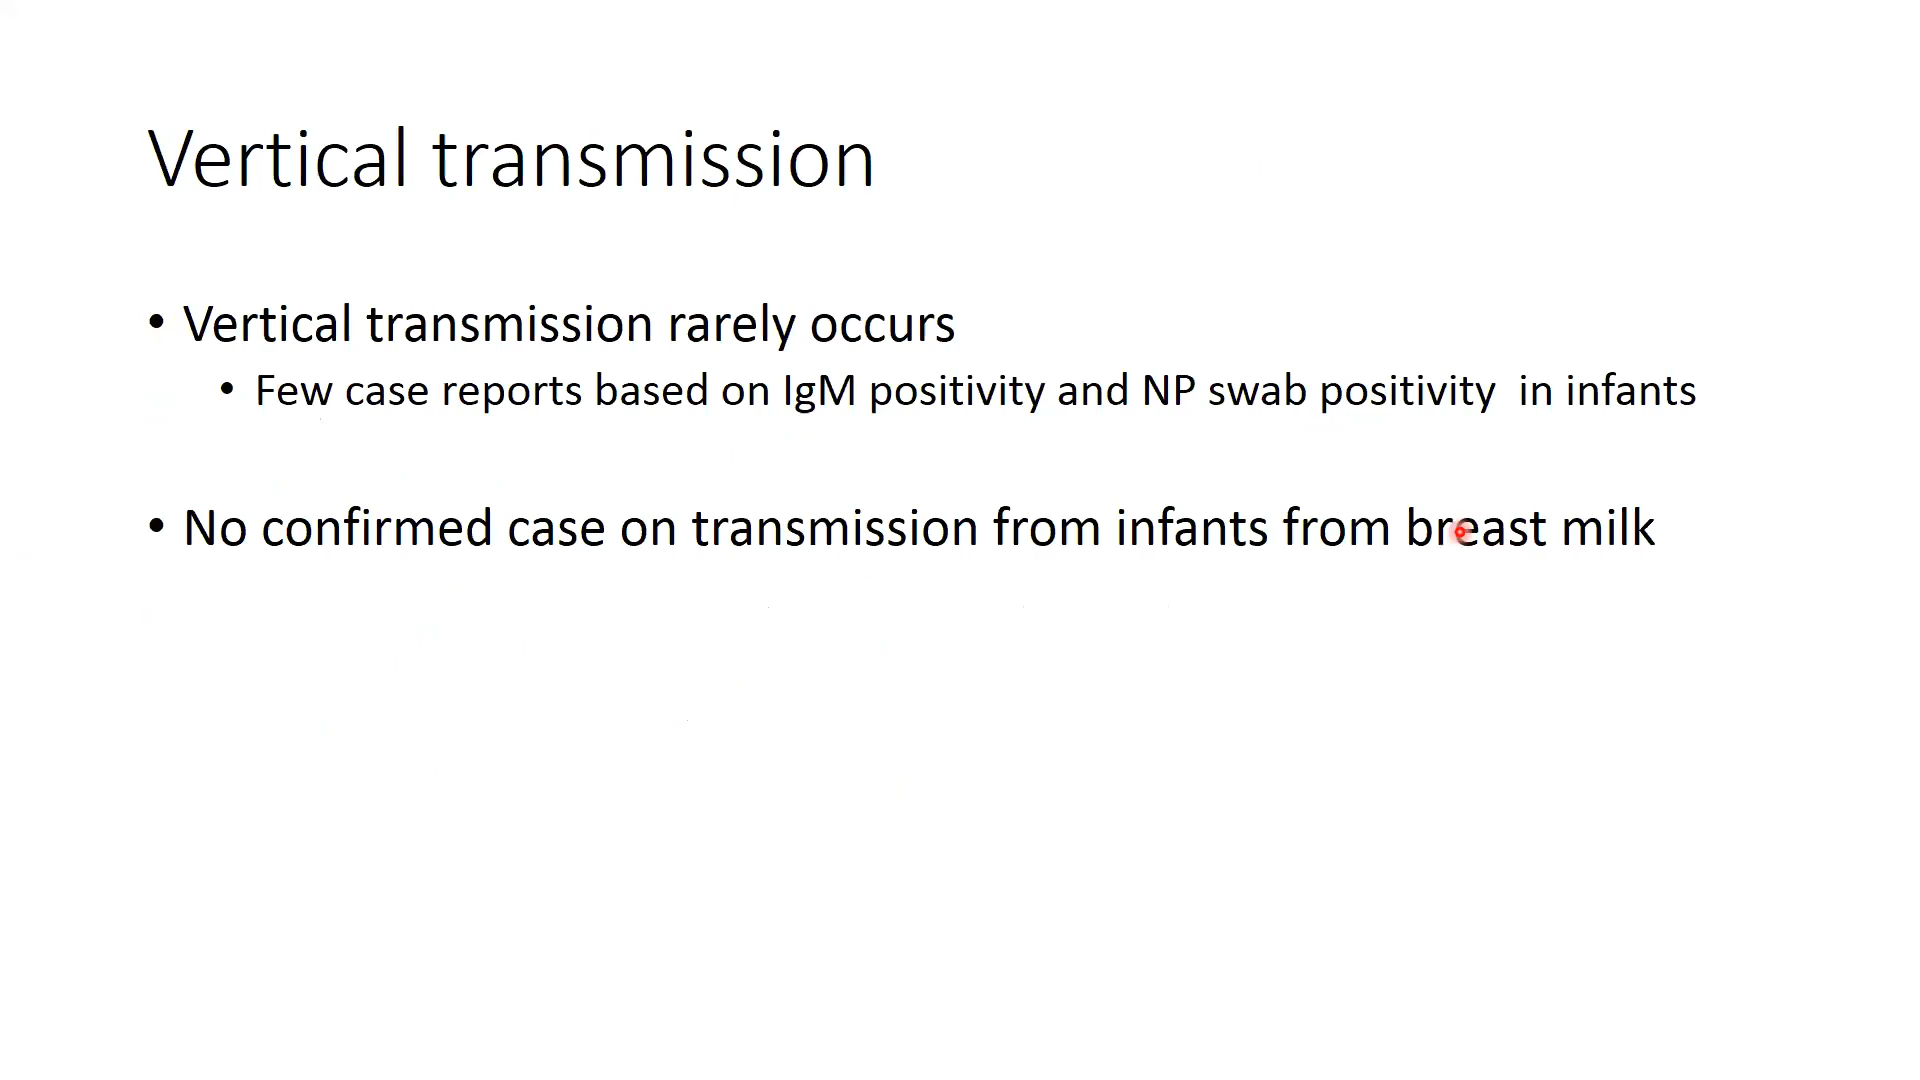 Vertical transmission
• Vertical transmission rarely occurs
• Few case reports based on IgM positivity and NP swab positivity  in infants
• No confirmed case on transmission from infants from breast milk